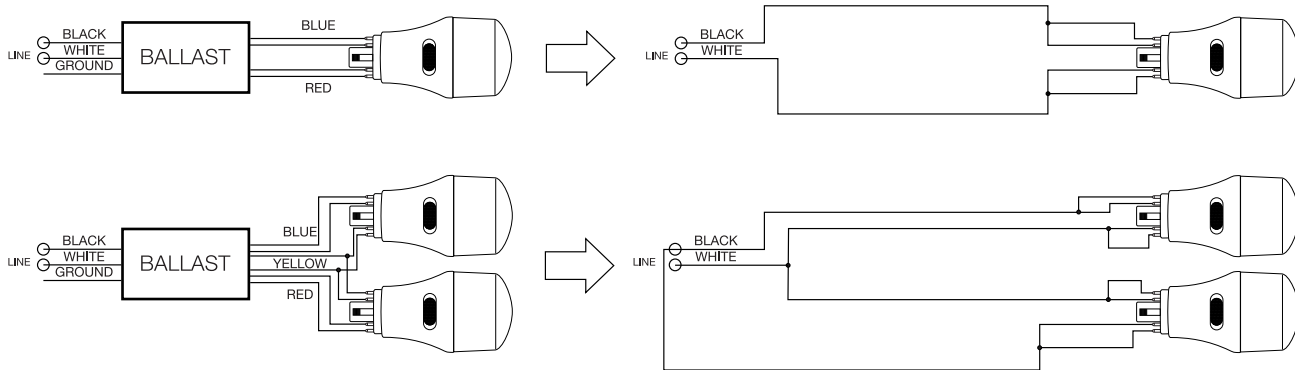 BLACK
WHITE
LINE
GROUND
BALLAST
BLUE
RED
BLACK
WHITE
LINE
BLACK
WHITE
LINE
GROUND
BALLAST
BLUE
YELLOW
RED
BLACK
WHITE
LINE